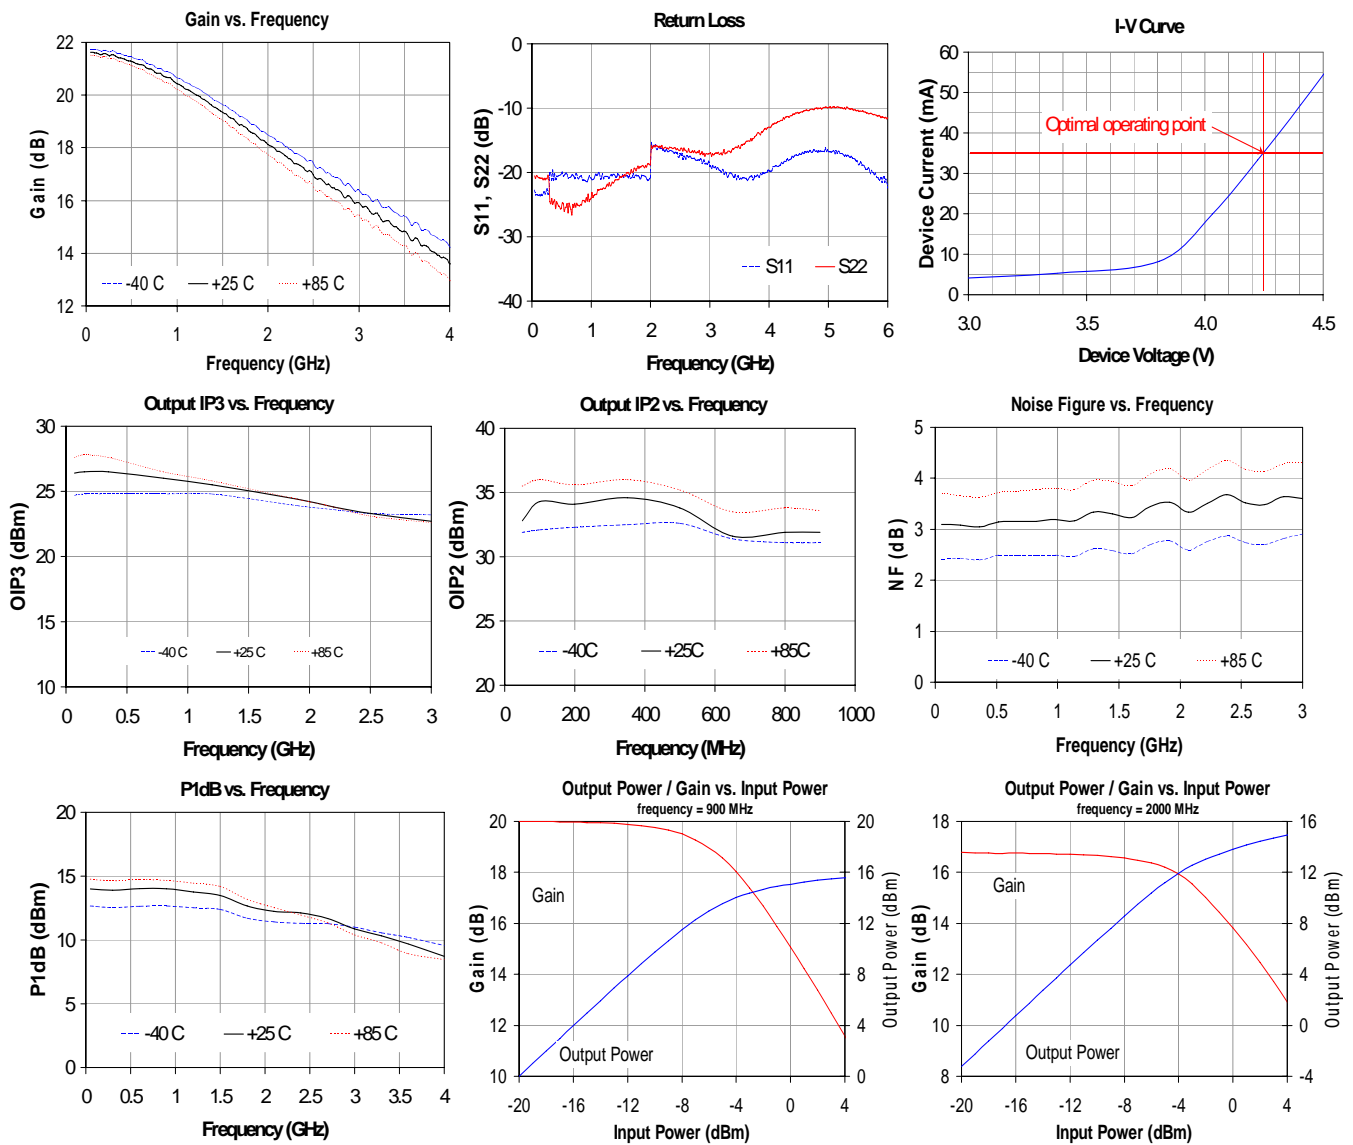 Gain vs. Frequency
22
20
18
16
14
12
Gain (dB)
-40 C
+25 C
+85 C
0 1 2 3 4
Frequency (GHz)
Return Loss
0
-10
-20
-30
-40
S11, S22 (dB)
S11
S22
0 1 2 3 4 5 6
Frequency (GHz)
I-V Curve
60
50
40
30
20
10
0
Device Current (mA)
Optimal operating point
3.0 3.5 4.0 4.5
Device Voltage (V)
Output IP3 vs. Frequency
30
25
20
15
10
OIP3 (dBm)
-40 C
+25 C
+85 C
0 0.5 1 1.5 2 2.5 3
Frequency (GHz)
Output IP2 vs. Frequency
40
35
30
25
20
OIP2 (dBm)
-40C
+25C
+85C
0 200 400 600 800 1000
Frequency (MHz)
Noise Figure vs. Frequency
5
4
3
2
1
0
NF (dB)
-40 C
+25 C
+85 C
0 0.5 1 1.5 2 2.5 3
Frequency (GHz)
P1dB vs. Frequency
20
15
10
5
0
P1dB (dBm)
-40 C
+25 C
+85 C
0 0.5 1 1.5 2 2.5 3 3.5 4
Frequency (GHz)
Output Power / Gain vs. Input Power
frequency = 900 MHz
20
18
16
14
12
10
Gain (dB)
Gain
Output Power
20
16
12
8
4
0
Output Power (dBm)
-20 -16 -12 -8 -4 0 4
Input Power (dBm)
Output Power / Gain vs. Input Power
frequency = 2000 MHz
18
16
14
12
10
8
Gain (dB)
Gain
Output Power
16
12
8
4
0
-4
Output Power (dBm)
-20 -16 -12 -8 -4 0 4
Input Power (dBm)